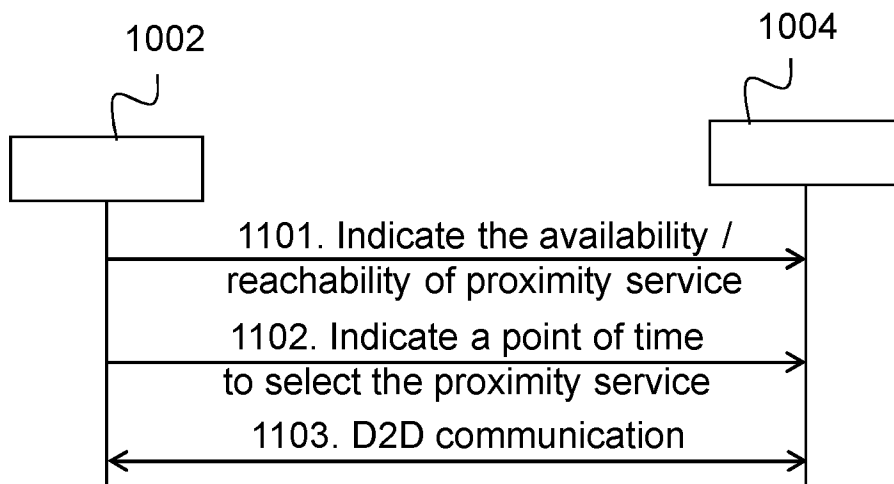 1002
1004
1101. Indicate the availability /
reachability of proximity service
1102. Indicate a point of time
to select the proximity service
1103. D2D communication